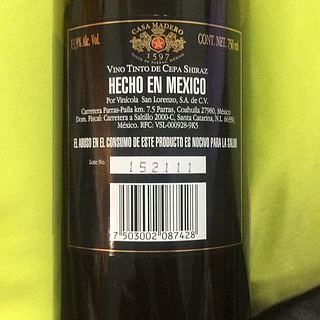 13.9% Alc. Vol.
CASA MADERO
CONT. NET. 750 ml
1597
VINO TINTO DE CEPA SHIRAZ
HECHO EN MEXICO
Por Vinícola San Lorenzo, S.A. de C.V.
Carretera Parras-Paila km. 7.5 Parras, Coahuila 27980, México
Dom. Fiscal: Carretera a Saltillo 2000-C, Santa Catarina, N.L. 66350,
México. RFC: VSL-000928-9K5
EL ABUSO EN EL CONSUMO DE ESTE PRODUCTO ES NOCIVO PARA LA SALUD
Lote No. 152111
7 503002 087428